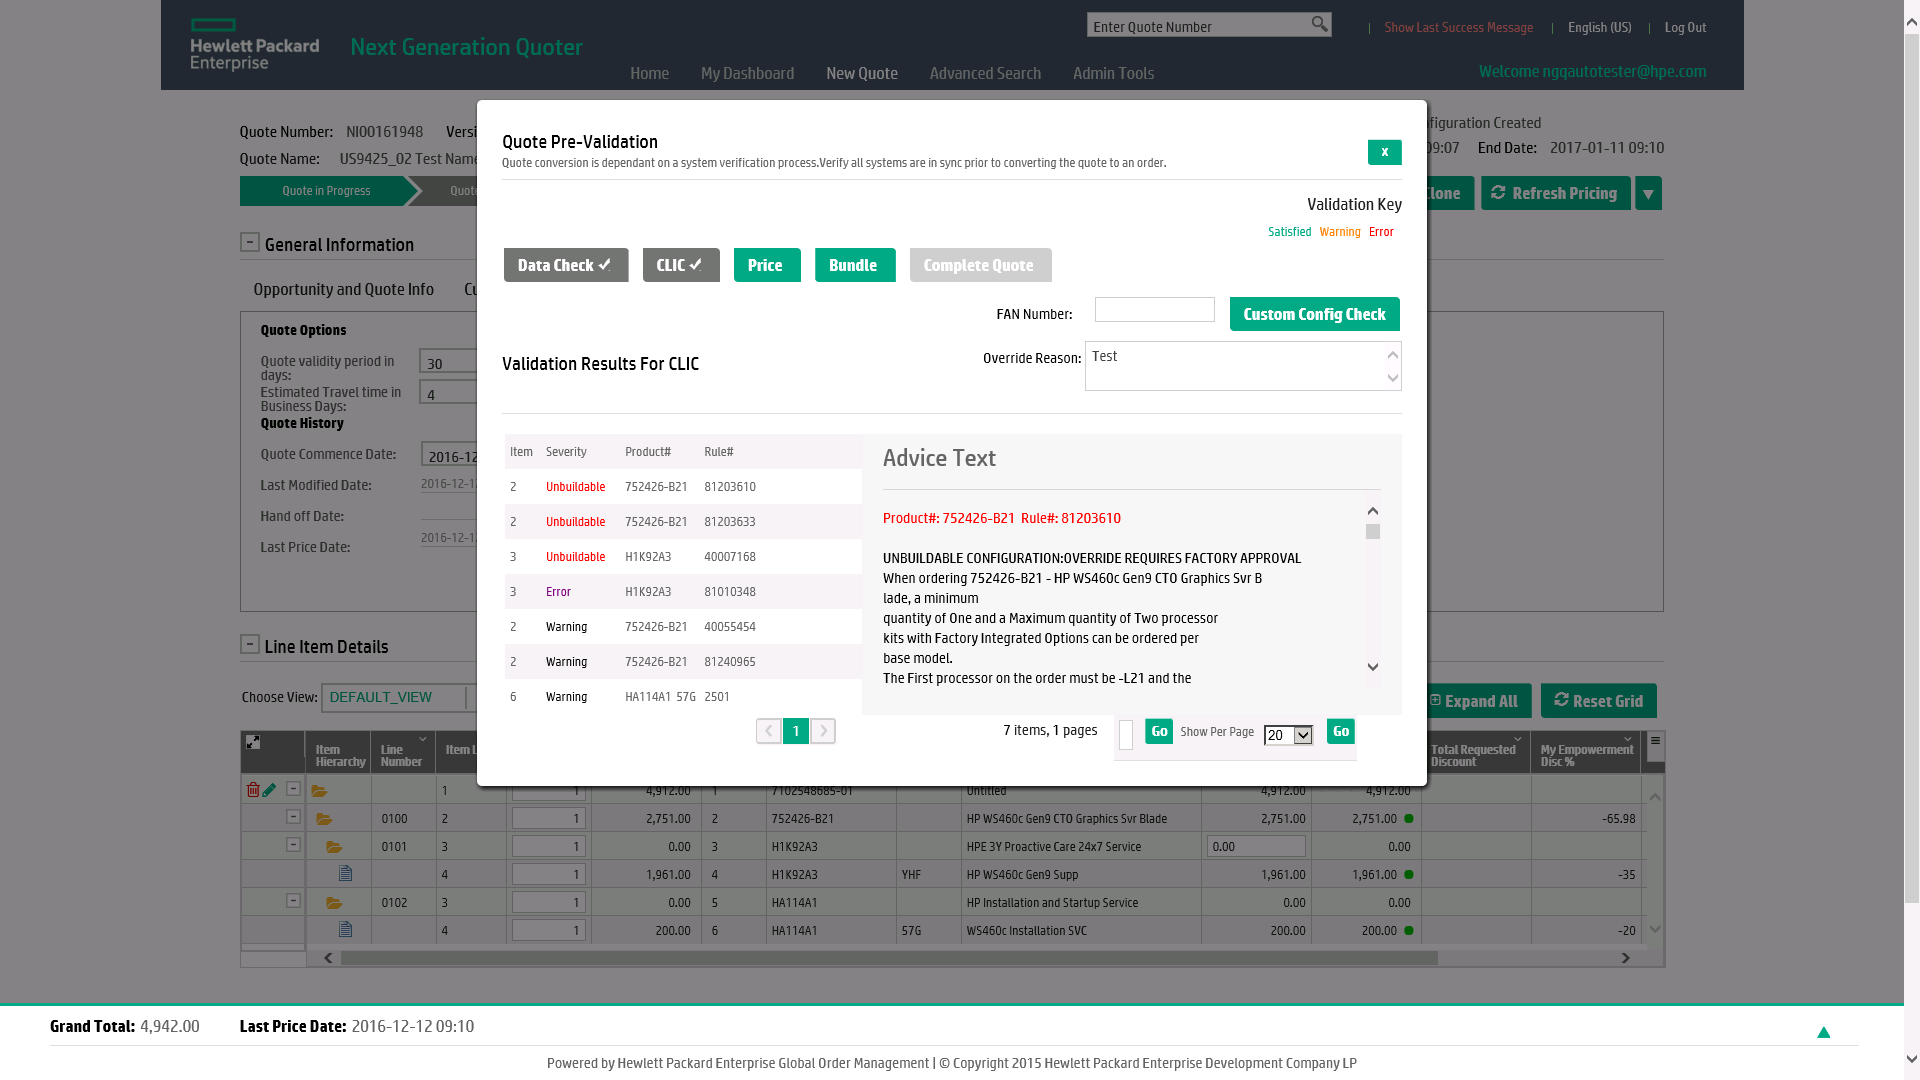 Hewlett Packard
Enterprise
Next Generation Quoter
Enter Quote Number
Show Last Success Message
English (US)
Log Out
Home
My Dashboard
New Quote
Advanced Search
Admin Tools
Welcome ngqautotester@hpe.com
Quote Number: NI00161948 Versi
figuration Created
Quote Name: US9425_02 Test Name
09:07 End Date: 2017-01-11 09:10
Quote in Progress
Quot
Clone
Refresh Pricing
General Information
Opportunity and Quote Info
Cu
Quote Options
Quote validity period in
days:
30
Estimated Travel time in
Business Days:
4
Quote History
Quote Commence Date: 2016-12-12
Last Modified Date: 2016-12-12
Hand off Date:
Last Price Date: 2016-12-12
Quote Pre-Validation
Quote conversion is dependant on a system verification process.Verify all systems are in sync prior to converting the quote to an order.
X
Validation Key
Satisfied Warning Error
Data Check
CLIC
Price
Bundle
Complete Quote
FAN Number:
Custom Config Check
Validation Results For CLIC
Override Reason: Test
Item Severity Product# Rule#
2 Unbuildable 752426-B21 81203610
2 Unbuildable 752426-B21 81203633
3 Unbuildable H1K92A3 40007168
3 Error H1K92A3 81010348
2 Warning 752426-B21 40055454
2 Warning 752426-B21 81240965
6 Warning HA114A1 57G 2501
Advice Text
Product#: 752426-B21 Rule#: 81203610
UNBUILDABLE CONFIGURATION:OVERRIDE REQUIRES FACTORY APPROVAL
When ordering 752426-B21 - HP WS460c Gen9 CTO Graphics Svr B
lade, a minimum
quantity of One and a Maximum quantity of Two processor
kits with Factory Integrated Options can be ordered per
base model.
The First processor on the order must be -L21 and the
1
7 items, 1 pages
Go
Show Per Page
20
Go
Line Item Details
Choose View: DEFAULT_VIEW
Expand All
Reset Grid
Item
Hierarchy
Line
Number
Item L
Total Requested
Discount
My Empowerment
Disc %
1 1 4,912.00 1 7102548685-01 Untitled 4,912.00 4,912.00
0100 2 1 2,751.00 2 752426-B21 HP WS460c Gen9 CTO Graphics Svr Blade 2,751.00 2,751.00 -65.98
0101 3 1 0.00 3 H1K92A3 HPE 3Y Proactive Care 24x7 Service 0.00 0.00
4 1 1,961.00 4 H1K92A3 YHF HP WS460c Gen9 Supp 1,961.00 1,961.00 -35
0102 3 1 0.00 5 HA114A1 HP Installation and Startup Service 0.00 0.00
4 1 200.00 6 HA114A1 57G WS460c Installation SVC 200.00 200.00 -20
Grand Total: 4,942.00 Last Price Date: 2016-12-12 09:10
Powered by Hewlett Packard Enterprise Global Order Management | © Copyright 2015 Hewlett Packard Enterprise Development Company LP